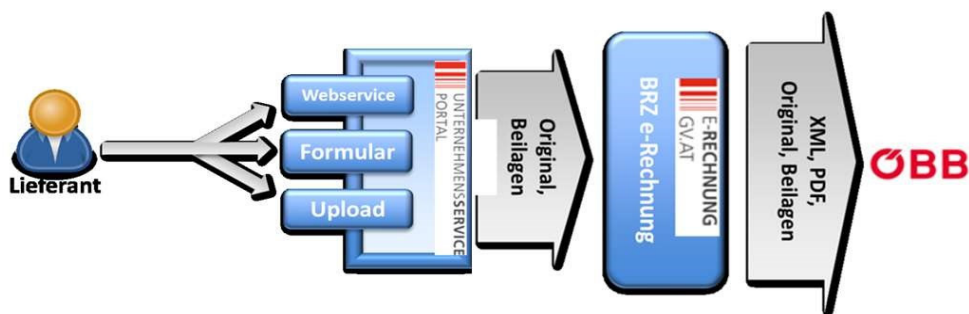 Lieferant
Webservice
Formular
Upload
UNTERNEHMENSSERVICE
PORTAL
Original,
Beilagen
BRZ e-Rechnung
E-RECHNUNG
GV.AT
XML, PDF,
Original, Beilagen
ÖBB